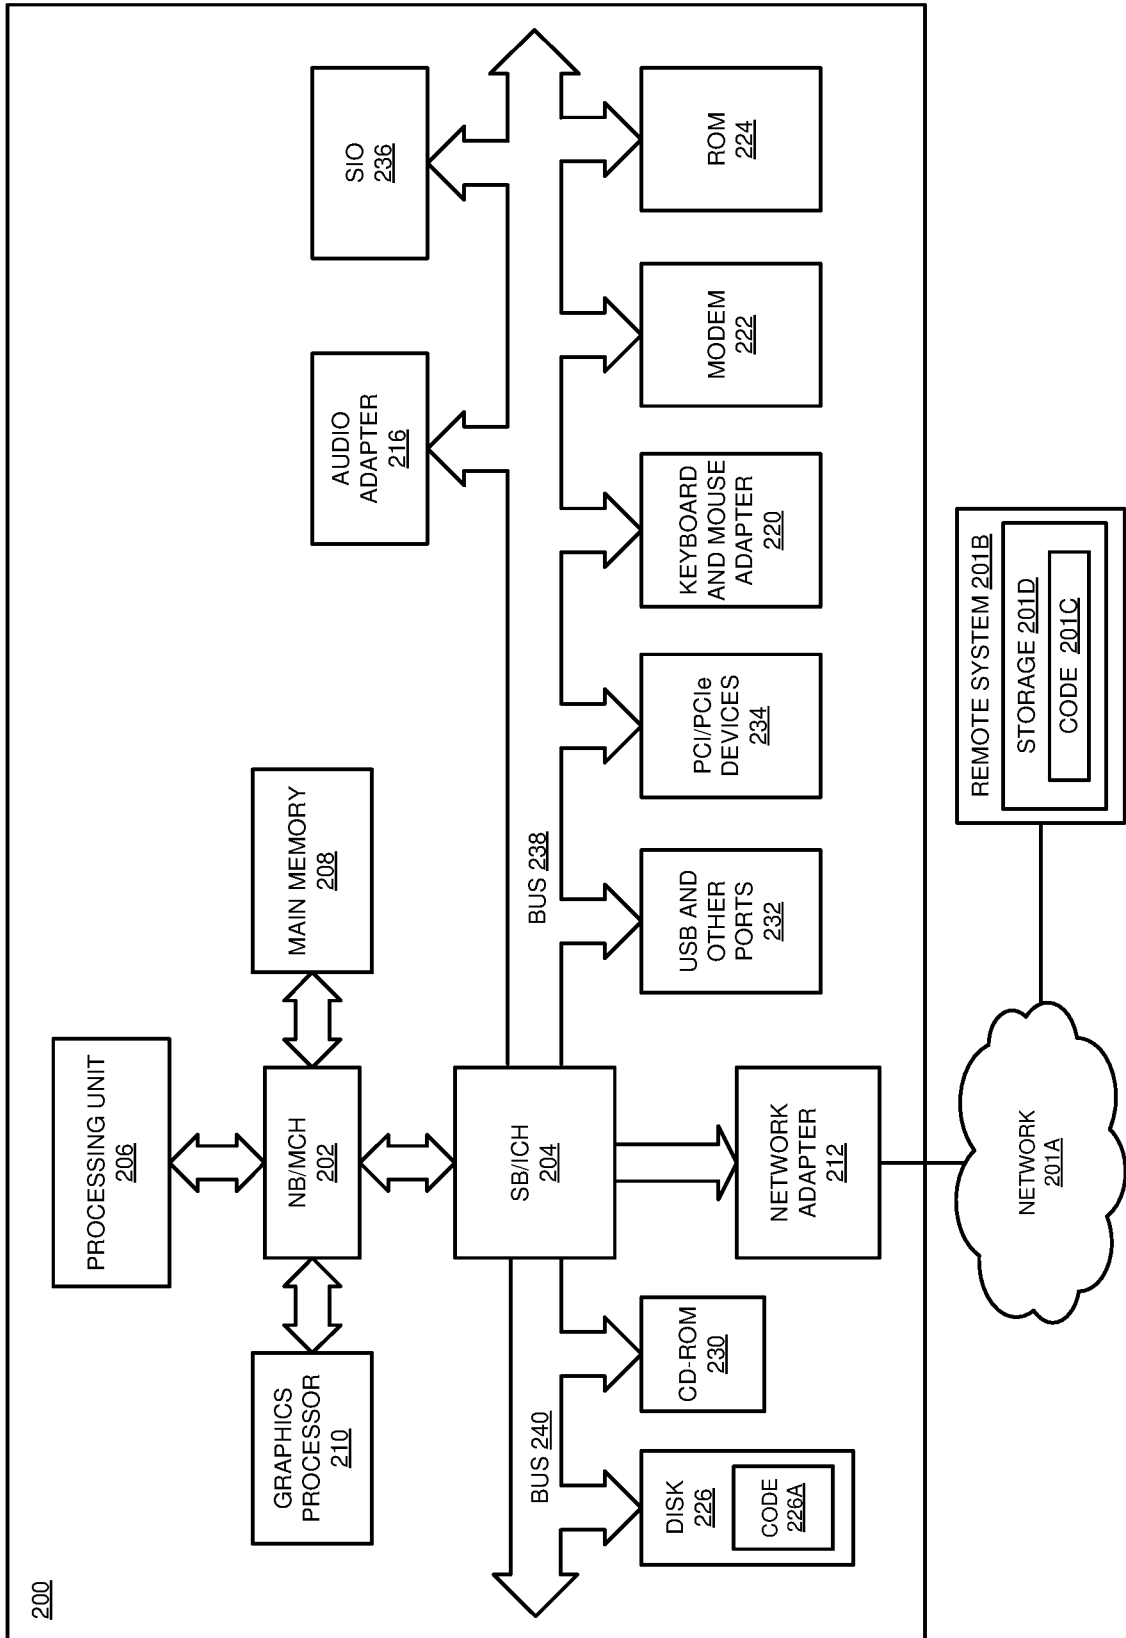 200
PROCESSING UNIT
206
GRAPHICS
PROCESSOR
210
NB/MCH
202
MAIN MEMORY
208
AUDIO
ADAPTER
216
SIO
236
SB/ICH
204
BUS 240
BUS 238
DISK
226
CODE
226A
CD-ROM
230
NETWORK
ADAPTER
212
USB AND
OTHER
PORTS
232
PCI/PCIe
DEVICES
234
KEYBOARD
AND MOUSE
ADAPTER
220
MODEM
222
ROM
224
NETWORK
201A
REMOTE SYSTEM 201B
STORAGE 201D
CODE 201C